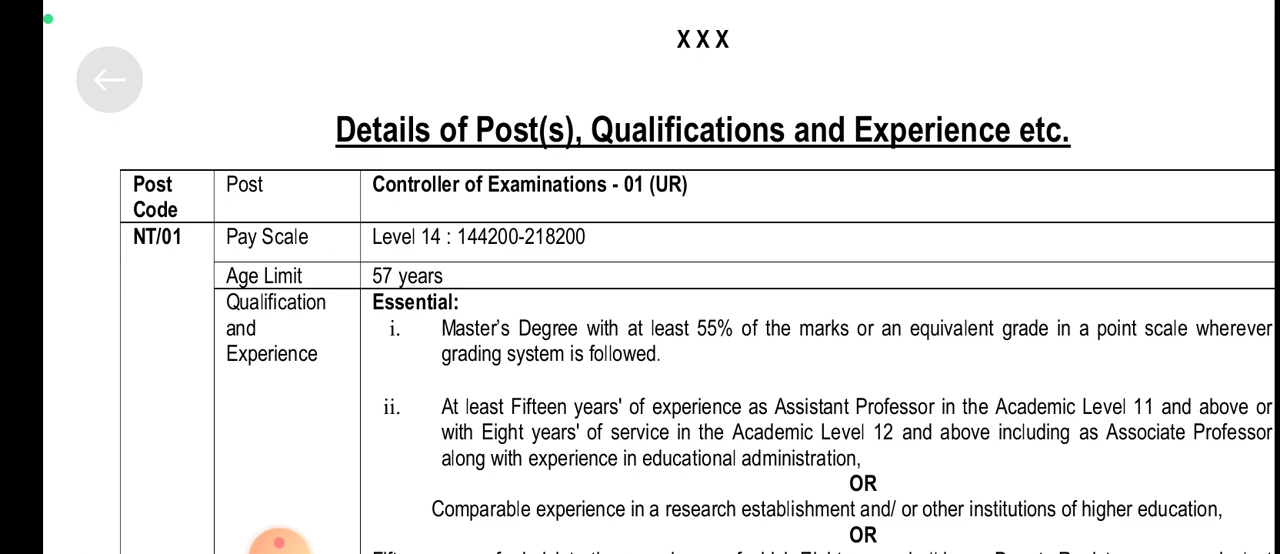 X X X
Details of Post(s), Qualifications and Experience etc.
Post Code
Post
Controller of Examinations - 01 (UR)
NT/01
Pay Scale
Level 14 : 144200-218200
Age Limit
57 years
Qualification
and
Experience
Essential:
i. Master's Degree with at least 55% of the marks or an equivalent grade in a point scale wherever
grading system is followed.
ii. At least Fifteen years' of experience as Assistant Professor in the Academic Level 11 and above or
with Eight years' of service in the Academic Level 12 and above including as Associate Professor
along with experience in educational administration,
OR
Comparable experience in a research establishment and/ or other institutions of higher education,
OR